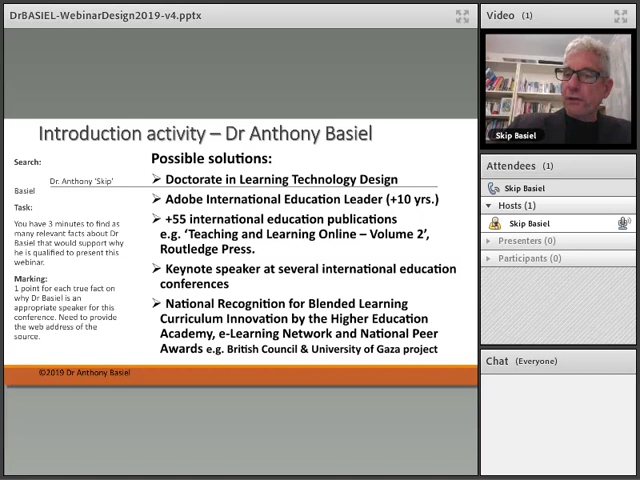 DrBASIEL-WebinarDesign2019-v4.pptx
Introduction activity – Dr Anthony Basiel
Search:
Dr. Anthony 'Skip'
Basiel
Task:
You have 3 minutes to find as
many relevant facts about Dr
Basiel that would support why
he is qualified to present this
webinar.
Marking:
1 point for each true fact on
why Dr Basiel is an
appropriate speaker for this
conference. Need to provide
the web address of the
source.
Possible solutions:
➢ Doctorate in Learning Technology Design
➢ Adobe International Education Leader (+10 yrs.)
➢ +55 international education publications
e.g. 'Teaching and Learning Online – Volume 2',
Routledge Press.
➢ Keynote speaker at several international education
conferences
➢ National Recognition for Blended Learning
Curriculum Innovation by the Higher Education
Academy, e-Learning Network and National Peer
Awards e.g. British Council & University of Gaza project
©2019 Dr Anthony Basiel
Video (1)
Skip Basiel
Attendees (1)
Skip Basiel
Hosts (1)
Skip Basiel
Presenters (0)
Participants (0)
Chat (Everyone)